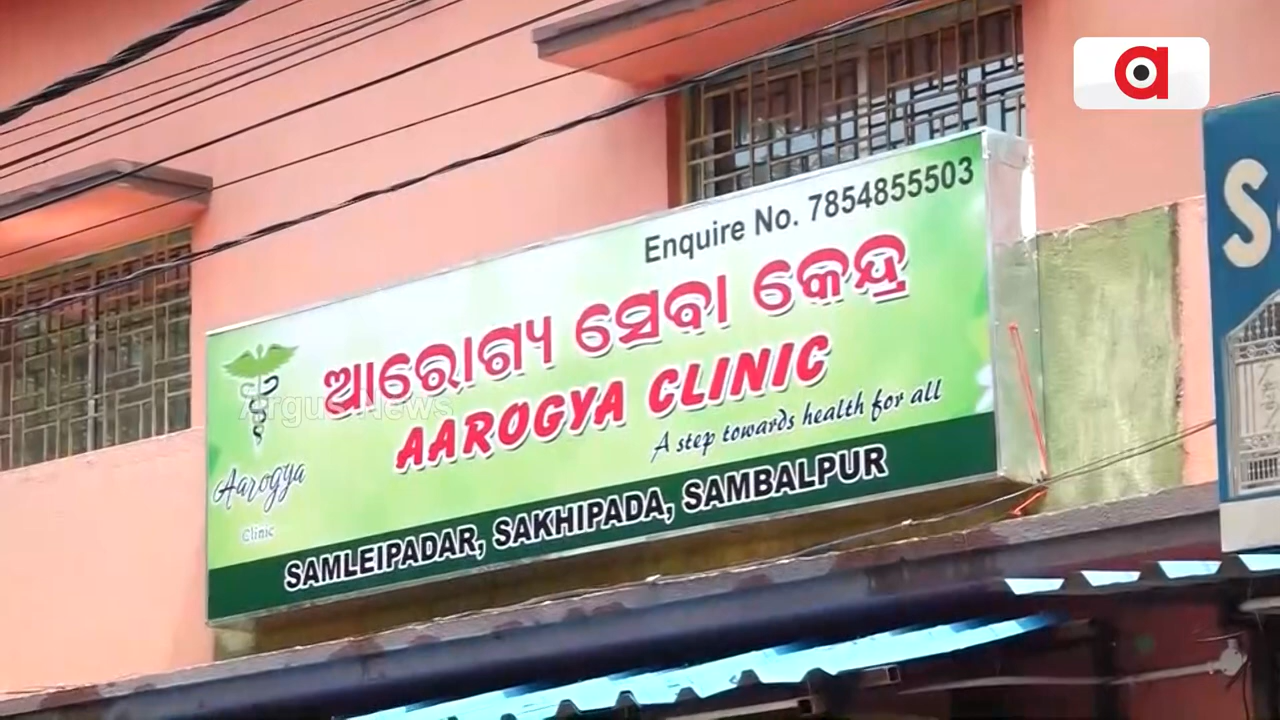 Enquire No. 7854855503
ଆରୋଗ୍ୟ ସେବା କେନ୍ଦ୍ର
AAROGYA CLINIC
A step towards health for all
Aarogya
Clinic
SAMLEIPADAR, SAKHIPADA, SAMBALPUR
Argus News
a